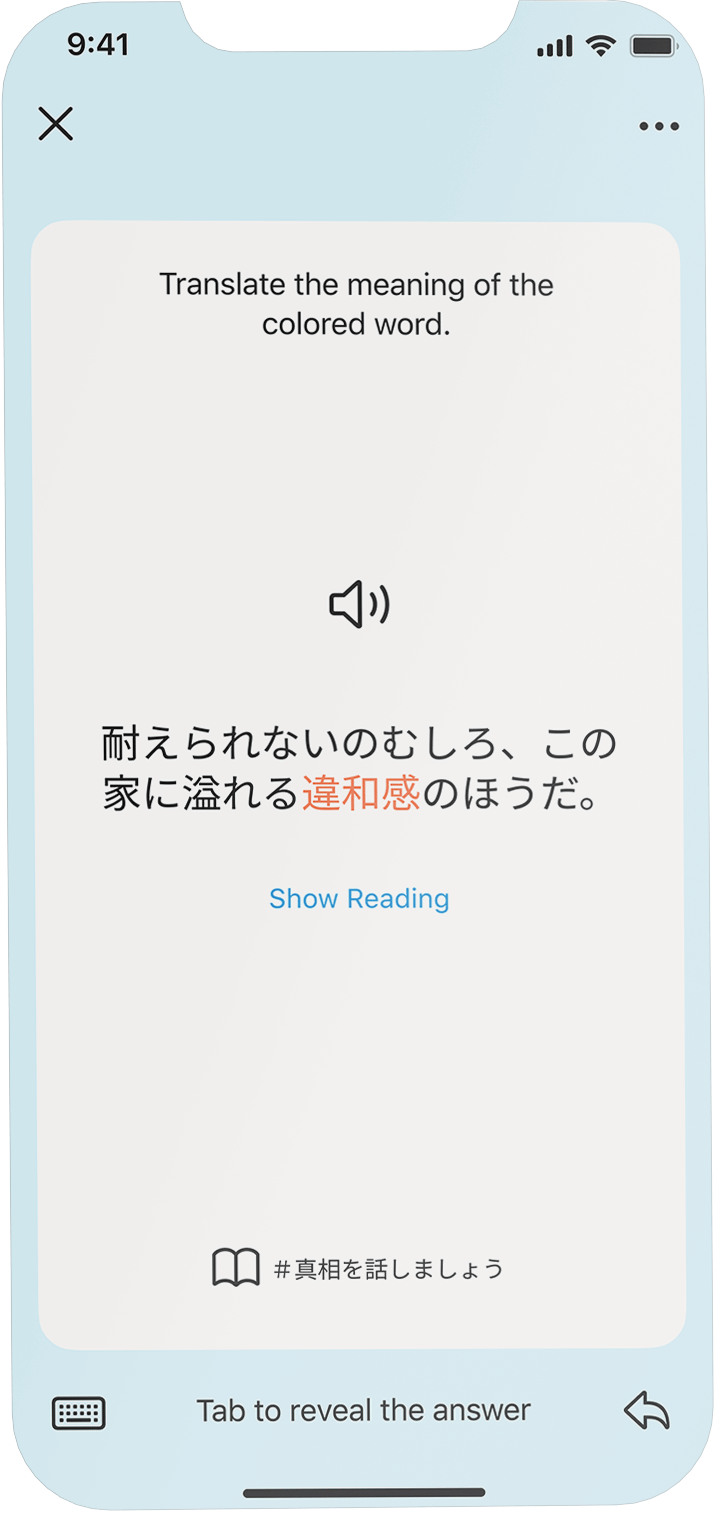 9:41
Translate the meaning of the
colored word.
耐えられないのむしろ、この
家に溢れる違和感のほうだ。
Show Reading
#真相を話しましょう
Tab to reveal the answer